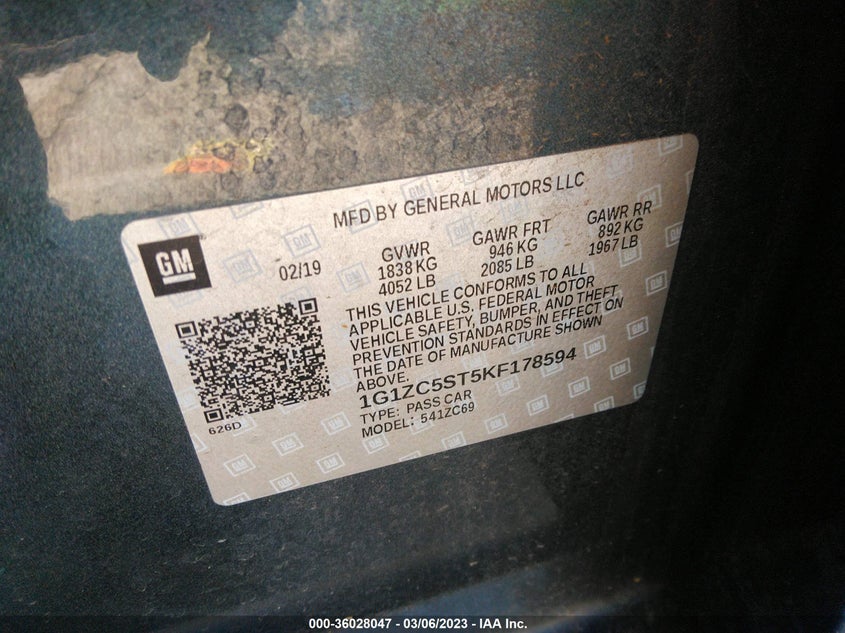 MFD BY GENERAL MOTORS LLC
GM
02/19
GVWR
1838 KG
4052 LB
GAWR FRT
946 KG
2085 LB
GAWR RR
892 KG
1967 LB
THIS VEHICLE CONFORMS TO ALL
APPLICABLE U.S. FEDERAL MOTOR
VEHICLE SAFETY, BUMPER, AND THEFT
PREVENTION STANDARDS IN EFFECT ON
THE DATE OF MANUFACTURE SHOWN
ABOVE.
1G1ZC5ST5KF178594
TYPE: PASS CAR
MODEL: 541ZC69
626D
000-36028047 - 03/06/2023 - IAA Inc.